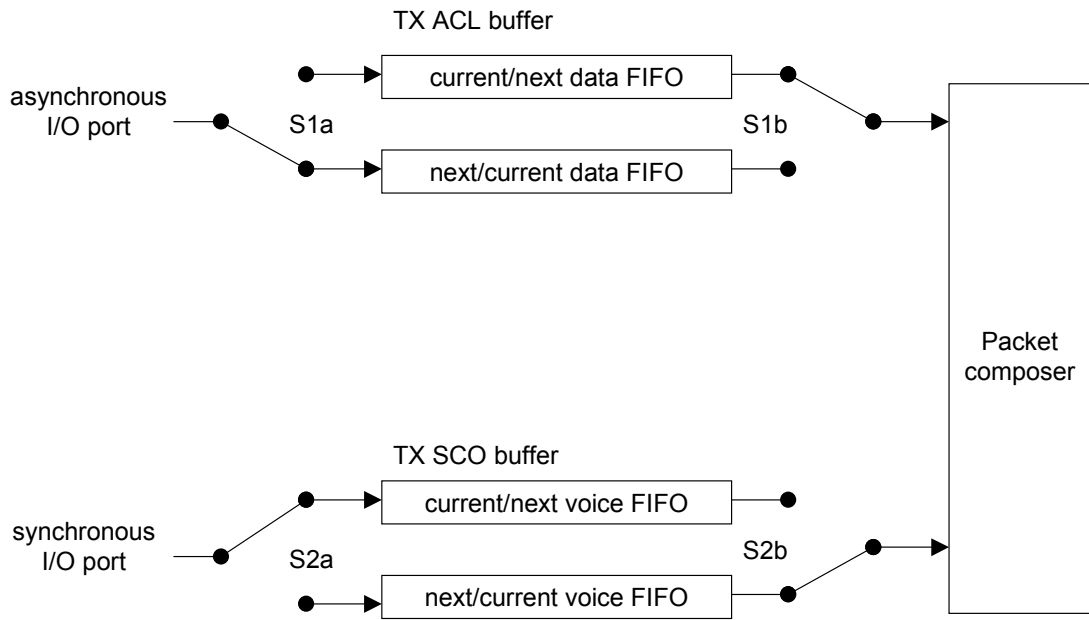 TX ACL buffer
current/next data FIFO
asynchronous
I/O port
S1a
S1b
next/current data FIFO
Packet
composer
TX SCO buffer
current/next voice FIFO
synchronous
I/O port
S2a
S2b
next/current voice FIFO